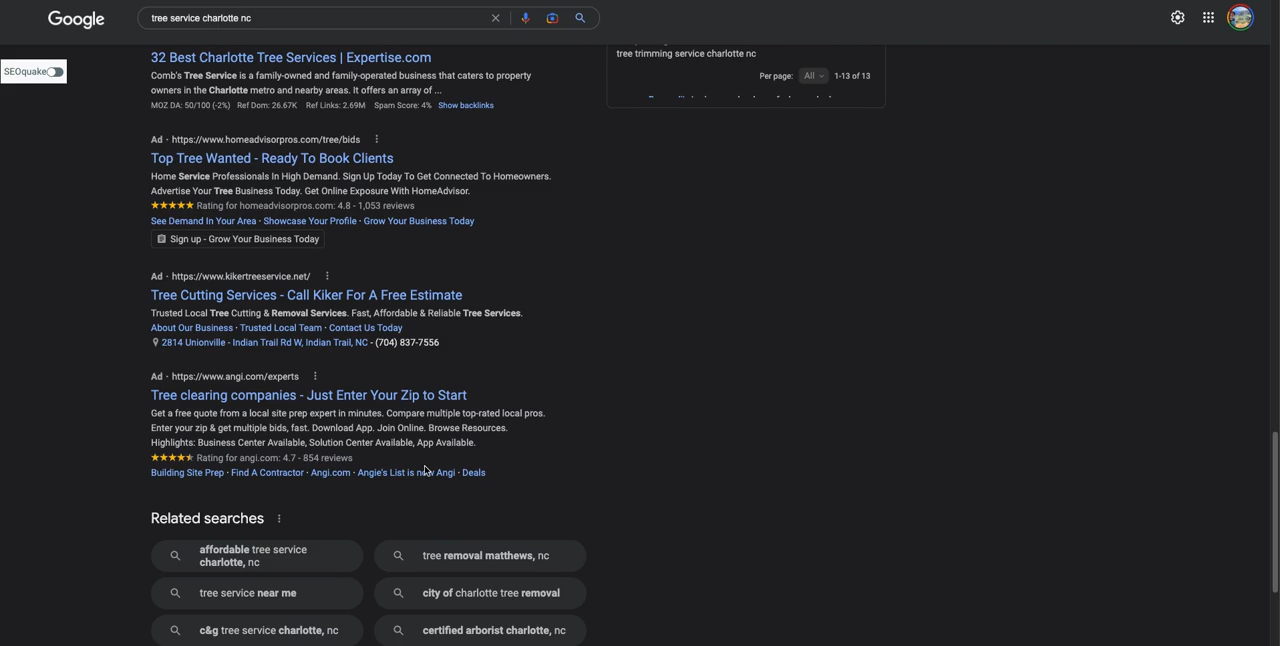 Google
tree service charlotte nc
SEOquake
32 Best Charlotte Tree Services | Expertise.com
Comb's Tree Service is a family-owned and family-operated business that caters to property
owners in the Charlotte metro and nearby areas. It offers an array of ...
MOZ DA: 50/100 (-2%) Ref Dom: 26.67K Ref Links: 2.69M Spam Score: 4% Show backlinks
tree trimming service charlotte nc
Per page: All 1-13 of 13
Ad · https://www.homeadvisorpros.com/tree/bids
Top Tree Wanted - Ready To Book Clients
Home Service Professionals In High Demand. Sign Up Today To Get Connected To Homeowners.
Advertise Your Tree Business Today. Get Online Exposure With HomeAdvisor.
Rating for homeadvisorpros.com: 4.8 - 1,053 reviews
See Demand In Your Area · Showcase Your Profile · Grow Your Business Today
Sign up - Grow Your Business Today
Ad · https://www.kikertreeservice.net/
Tree Cutting Services - Call Kiker For A Free Estimate
Trusted Local Tree Cutting & Removal Services. Fast, Affordable & Reliable Tree Services.
About Our Business · Trusted Local Team · Contact Us Today
2814 Unionville - Indian Trail Rd W, Indian Trail, NC - (704) 837-7556
Ad · https://www.angi.com/experts
Tree clearing companies - Just Enter Your Zip to Start
Get a free quote from a local site prep expert in minutes. Compare multiple top-rated local pros.
Enter your zip & get multiple bids, fast. Download App. Join Online. Browse Resources.
Highlights: Business Center Available, Solution Center Available, App Available.
Rating for angi.com: 4.7 - 854 reviews
Building Site Prep · Find A Contractor · Angi.com · Angie's List is now Angi · Deals
Related searches
affordable tree service
charlotte, nc
tree removal matthews, nc
tree service near me
city of charlotte tree removal
c&g tree service charlotte, nc
certified arborist charlotte, nc